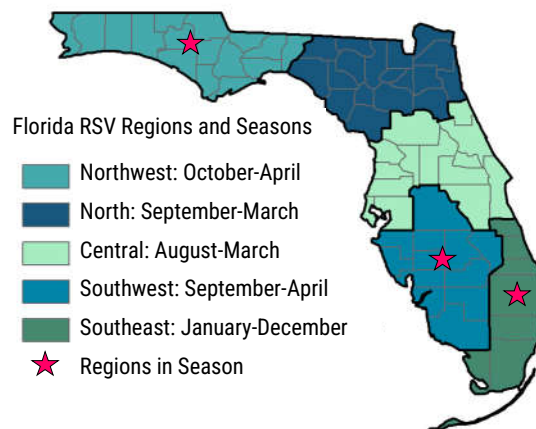 Florida RSV Regions and Seasons
Northwest: October-April
North: September-March
Central: August-March
Southwest: September-April
Southeast: January-December
Regions in Season